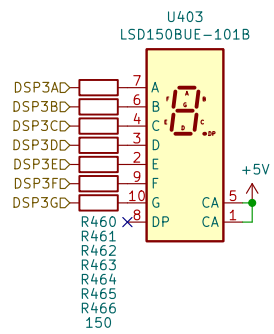 U403
LSD150BUE-101B
DSP3A 7 A
DSP3B 6 B
DSP3C 4 C
DSP3D 3 D
DSP3E 2 E
DSP3F 9 F
DSP3G 10 G CA 5
8 DP CA 1
+5V
A
F B
G
E C
D
DP
R460
R461
R462
R463
R464
R465
R466
150